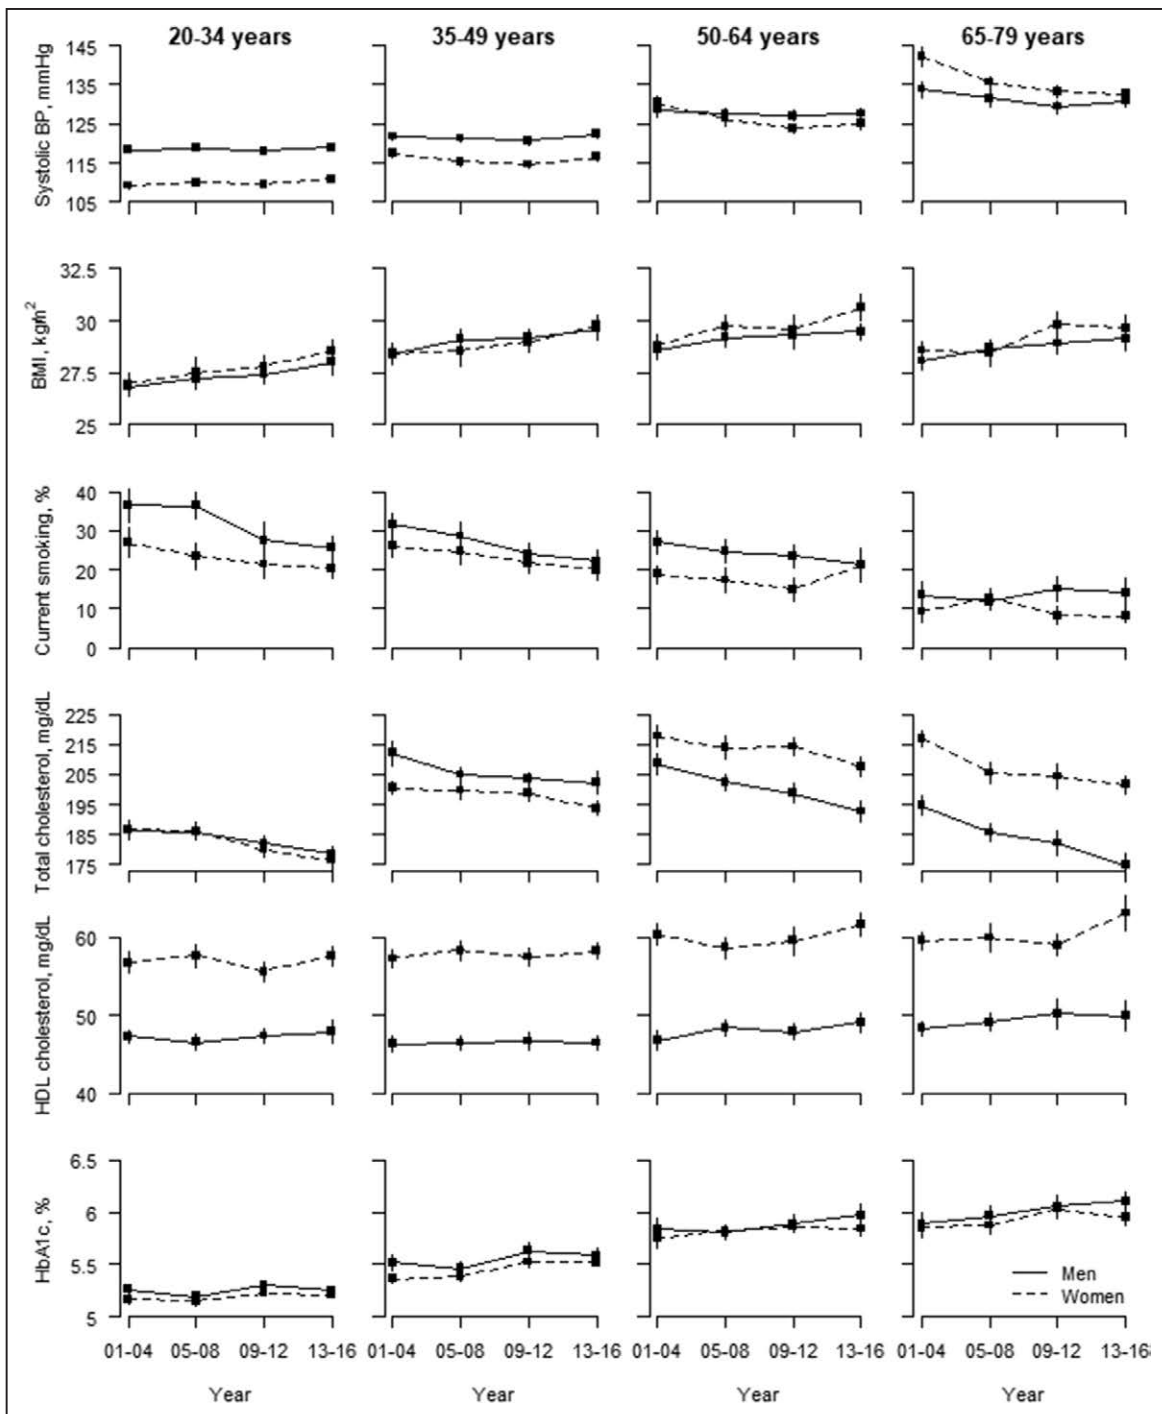 20-34 years 35-49 years 50-64 years 65-79 years
Systolic BP, mmHg
145
135
125
115
105
BMI, kg/m²
32.5
30
27.5
25
Current smoking, %
40
30
20
10
0
Total cholesterol, mg/dL
225
215
205
195
185
175
HDL cholesterol, mg/dL
60
50
40
HbA1c, %
6.5
6
5.5
5
Men
Women
01-04 05-08 09-12 13-16 01-04 05-08 09-12 13-16 01-04 05-08 09-12 13-16 01-04 05-08 09-12 13-16
Year Year Year Year